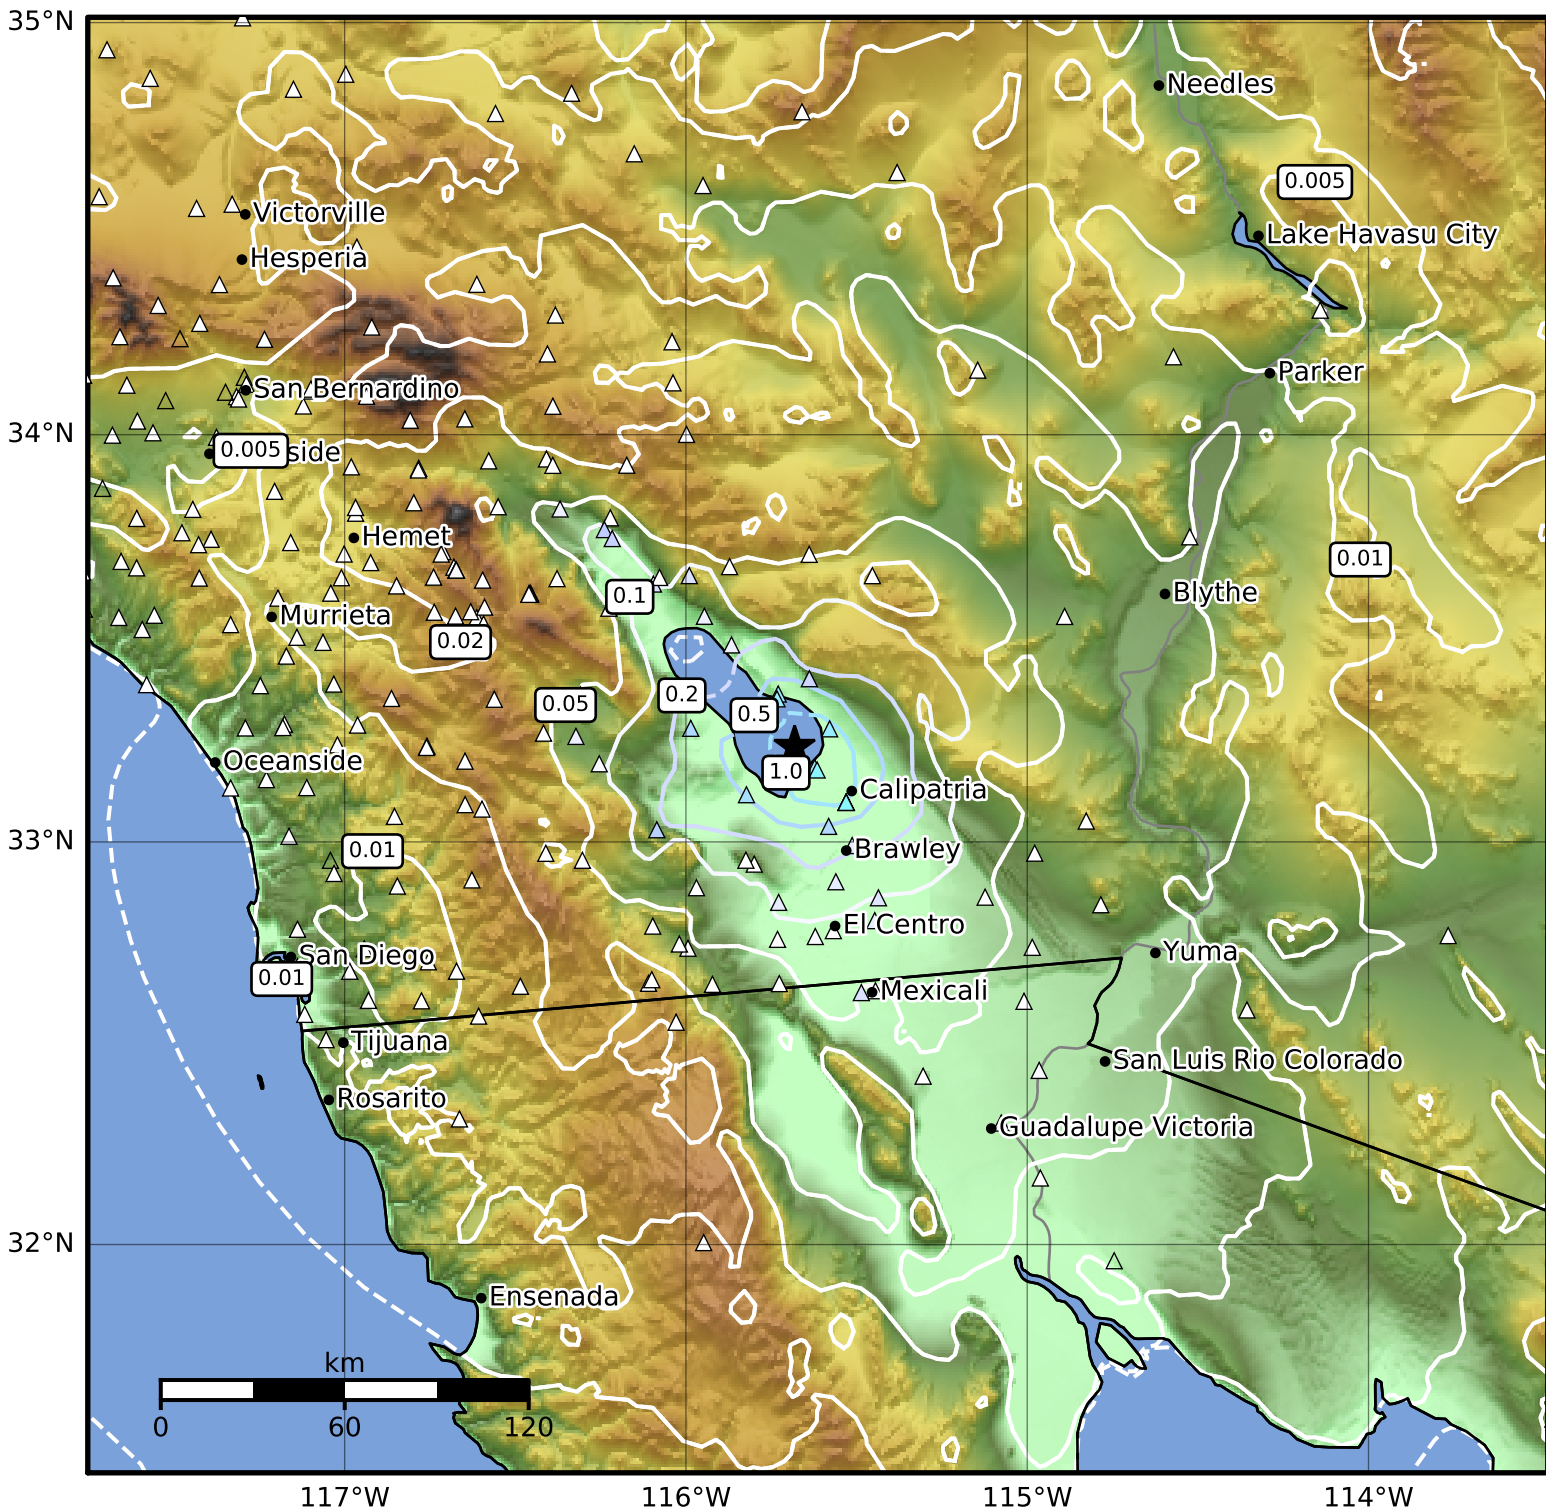 35°N
Needles
0.005
Victorville
Lake Havasu City
Hesperia
Parker
San Bernardino
34°N
0.005
side
Hemet
0.01
Blythe
0.1
Murrieta
0.02
0.2
0.05
0.5
Oceanside
1.0
Calipatria
33°N
0.01
Brawley
El Centro
San Diego
Yuma
0.01
Mexicali
Tijuana
San Luis Rio Colorado
Rosarito
Guadalupe Victoria
32°N
Ensenada
km
0 60 120
117°W 116°W 115°W 114°W